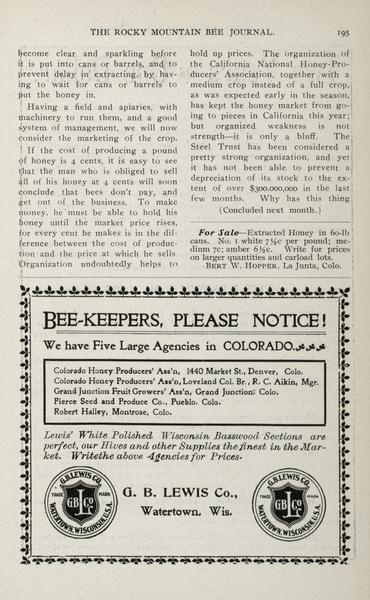 THE ROCKY MOUNTAIN BEE JOURNAL. 195
become clear and sparkling before
it is put into cans or barrels, and to
prevent delay in extracting, by hav-
ing to wait for cans or barrels to
put the honey in.
Having a field and apiaries, with
machinery to run them, and a good
system of management, we will now
consider the marketing of the crop.
If the cost of producing a pound
of honey is 4 cents, it is easy to see
that the man who is obliged to sell
all of his honey at 4 cents will soon
conclude that bees don't pay, and
get out of the business. To make
money, he must be able to hold his
honey until the market price rises,
for every cent he makes is in the dif-
ference between the cost of produc-
tion and the price at which he sells.
Organization undoubtedly helps to
hold up prices. The organization of
the California National Honey-Pro-
ducers' Association, together with a
medium crop instead of a full crop,
as was expected early in the season,
has kept the honey market from go-
ing to pieces in California this year;
but organized weakness is not
strength—it is only a bluff. The
Steel Trust has been considered a
pretty strong organization, and yet
it has not been able to prevent a
depreciation of its stock to the ex-
tent of over $300,000,000 in the last
few months. Why has this thing
(Concluded next month.)
For Sale—Extracted Honey in 60-lb
cans. No. 1 white 7½c per pound; me-
dium 7c; amber 6½c. Write for prices
on larger quantities and carload lots.
BERT W. HOPPER, La Junta, Colo.
BEE-KEEPERS, PLEASE NOTICE!
We have Five Large Agencies in COLORADO.
Colorado Honey Producers' Ass'n, 1440 Market St., Denver, Colo.
Colorado Honey Producers' Ass'n, Loveland Col. Br., R. C. Aikin, Mgr.
Grand Junction Fruit Growers' Ass'n, Grand Junction, Colo.
Pierce Seed and Produce Co., Pueblo. Colo.
Robert Halley, Montrose, Colo.
Lewis' White Polished Wisconsin Basswood Sections are
perfect, our Hives and other Supplies the finest in the Mar-
ket. Write the above Agencies for Prices.
G.B. LEWIS CO.
TRADE MARK
GB L Co.
WATERTOWN, WISCONSIN, U.S.A.
G. B. LEWIS Co.,
Watertown, Wis.
G.B. LEWIS CO.
TRADE MARK
GB L Co.
WATERTOWN, WISCONSIN, U.S.A.